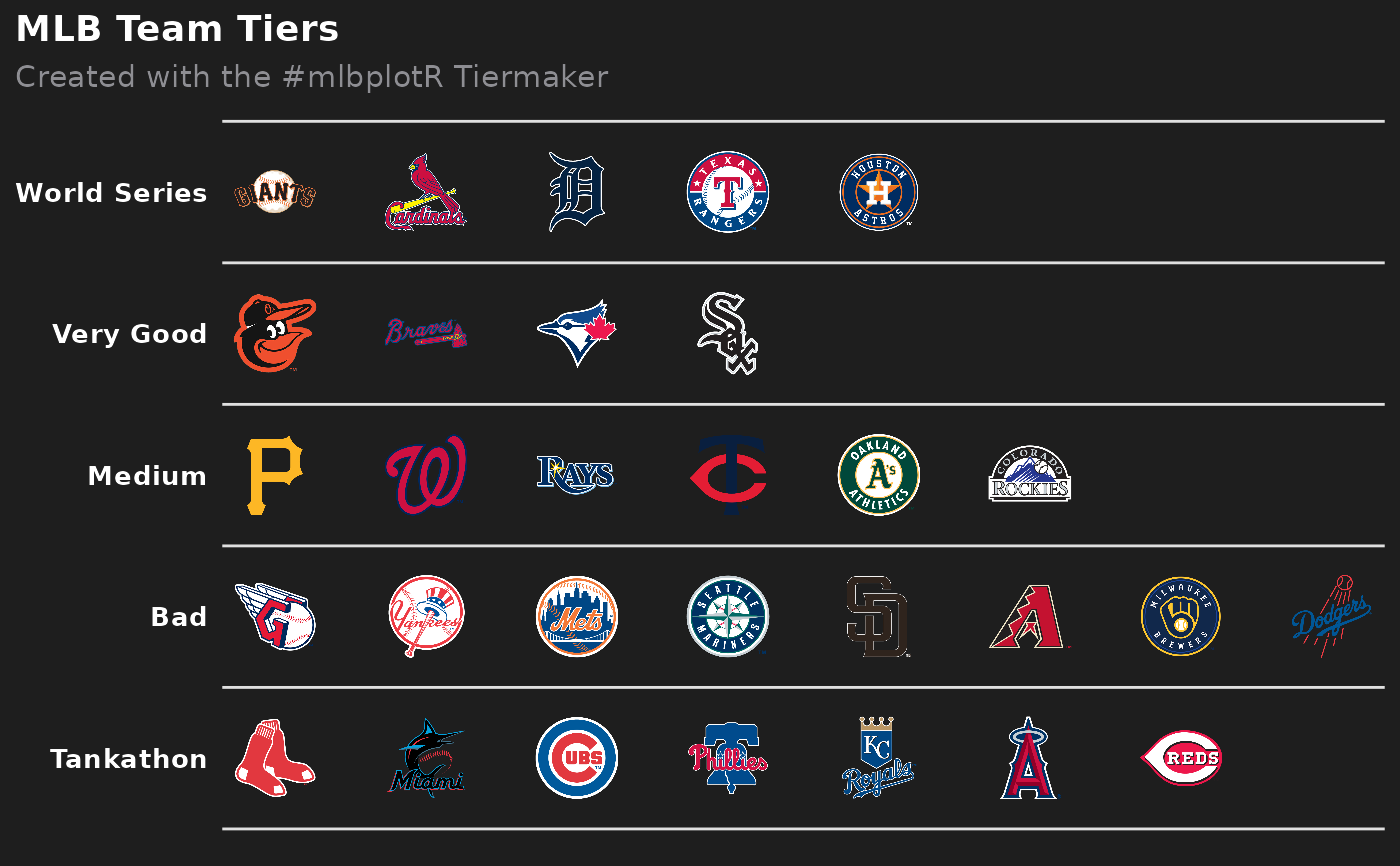 MLB Team Tiers
Created with the #mlbplotR Tiermaker
World Series
GIANTS
Cardinals
D
TEXAS T RANGERS
HOUSTON H ASTROS
Very Good
Braves
Sox
Medium
P
W
RAYS
TC
OAKLAND A's ATHLETICS
COLORADO ROCKIES
Bad
G
Yankees
Mets
SEATTLE MARINERS
SD
A
MILWAUKEE BREWERS
Dodgers
Tankathon
Miami
CUBS
Phillies
KC Royals
A
REDS